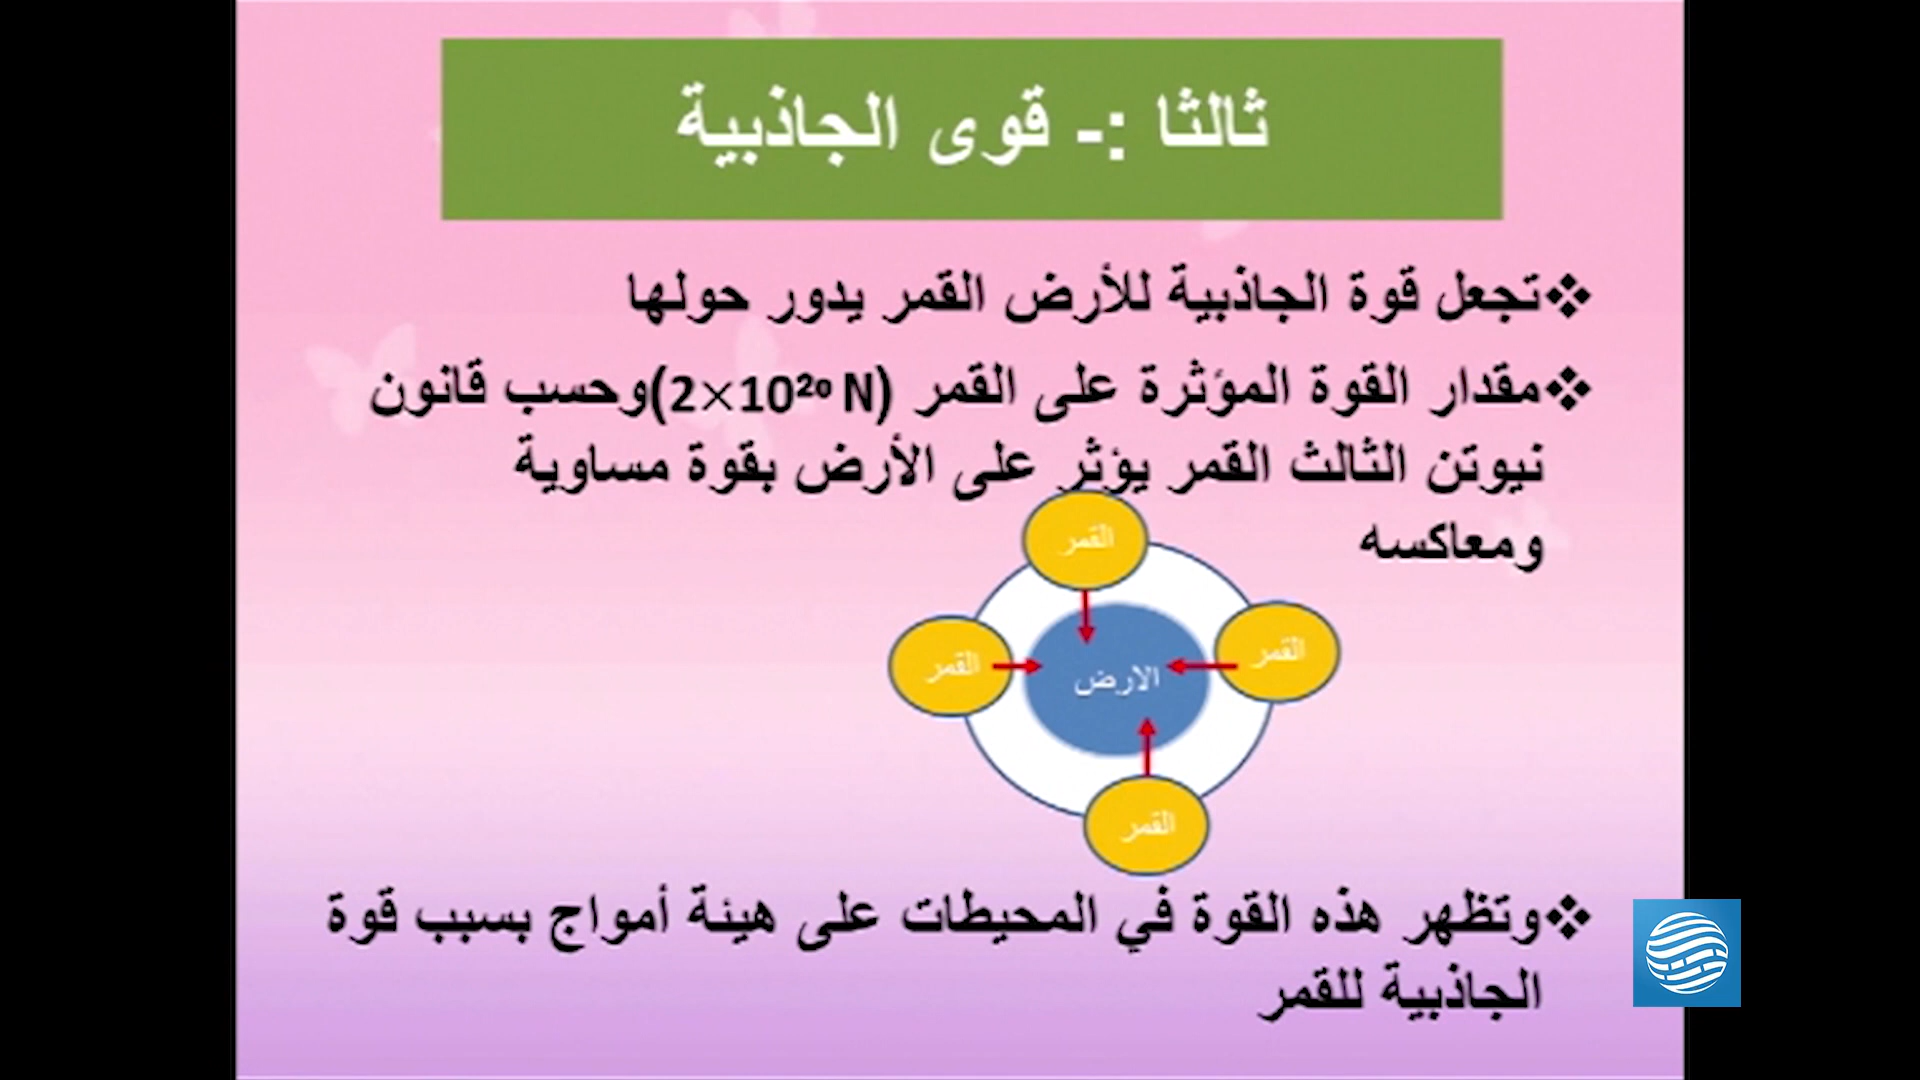 ثالثا :- قوى الجاذبية
❖تجعل قوة الجاذبية للأرض القمر يدور حولها
❖مقدار القوة المؤثرة على القمر (2×10²⁰ N)وحسب قانون
نيوتن الثالث القمر يؤثر على الأرض بقوة مساوية
ومعاكسه
القمر
القمر
القمر
الارض
القمر
❖وتظهر هذه القوة في المحيطات على هيئة أمواج بسبب قوة
الجاذبية للقمر